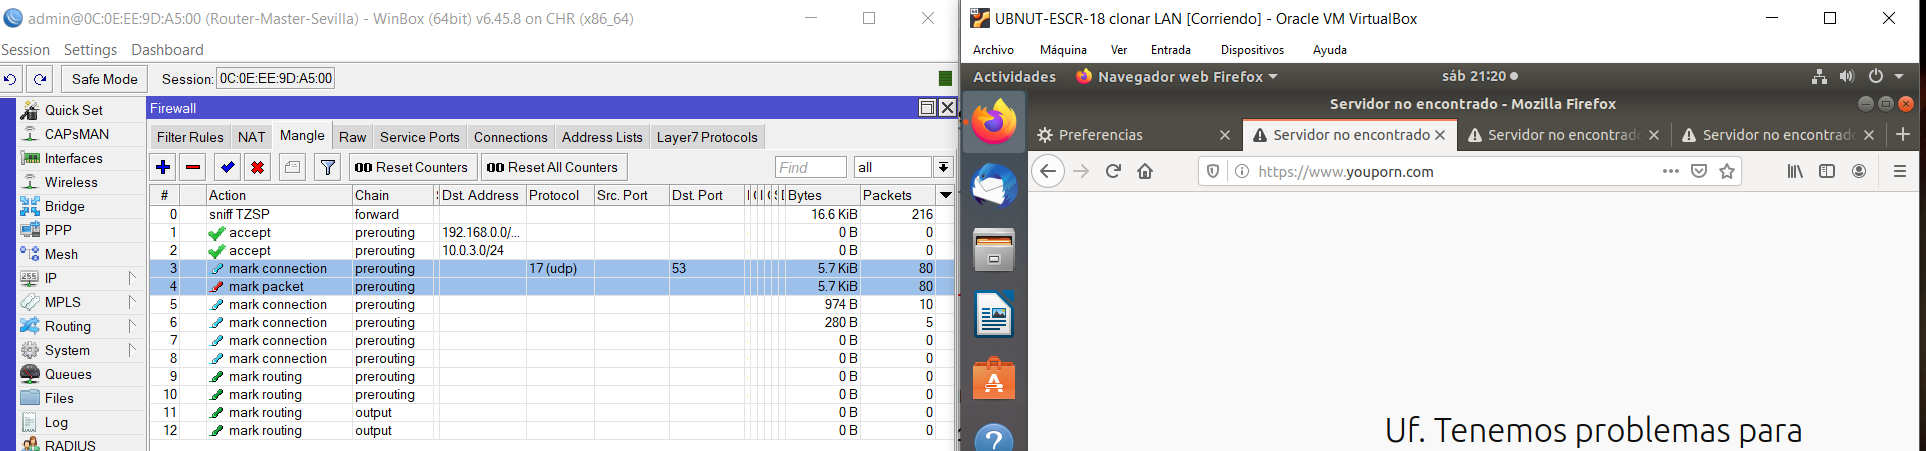 admin@0C:0E:EE:9D:A5:00 (Router-Master-Sevilla) - WinBox (64bit) v6.45.8 on CHR (x86_64)
Session Settings Dashboard
Safe Mode Session: 0C:0E:EE:9D:A5:00
Quick Set
CAPsMAN
Interfaces
Wireless
Bridge
PPP
Mesh
IP
MPLS
Routing
System
Queues
Files
Log
RADIUS
Firewall
Filter Rules NAT Mangle Raw Service Ports Connections Address Lists Layer7 Protocols
00 Reset Counters 00 Reset All Counters Find all
# Action Chain Dst. Address Protocol Src. Port Dst. Port Bytes Packets
0 sniff TZSP forward 16.6 KiB 216
1 accept prerouting 192.168.0.0/... 0 B 0
2 accept prerouting 10.0.3.0/24 0 B 0
3 mark connection prerouting 17 (udp) 53 5.7 KiB 80
4 mark packet prerouting 5.7 KiB 80
5 mark connection prerouting 974 B 10
6 mark connection prerouting 280 B 5
7 mark connection prerouting 0 B 0
8 mark connection prerouting 0 B 0
9 mark routing prerouting 0 B 0
10 mark routing prerouting 0 B 0
11 mark routing output 0 B 0
12 mark routing output 0 B 0
UBNUT-ESCR-18 clonar LAN [Corriendo] - Oracle VM VirtualBox
Archivo Máquina Ver Entrada Dispositivos Ayuda
Actividades Navegador web Firefox sáb 21:20
Servidor no encontrado - Mozilla Firefox
Preferencias Servidor no encontrado Servidor no encontrado Servidor no encontrado
https://www.youporn.com
Uf. Tenemos problemas para